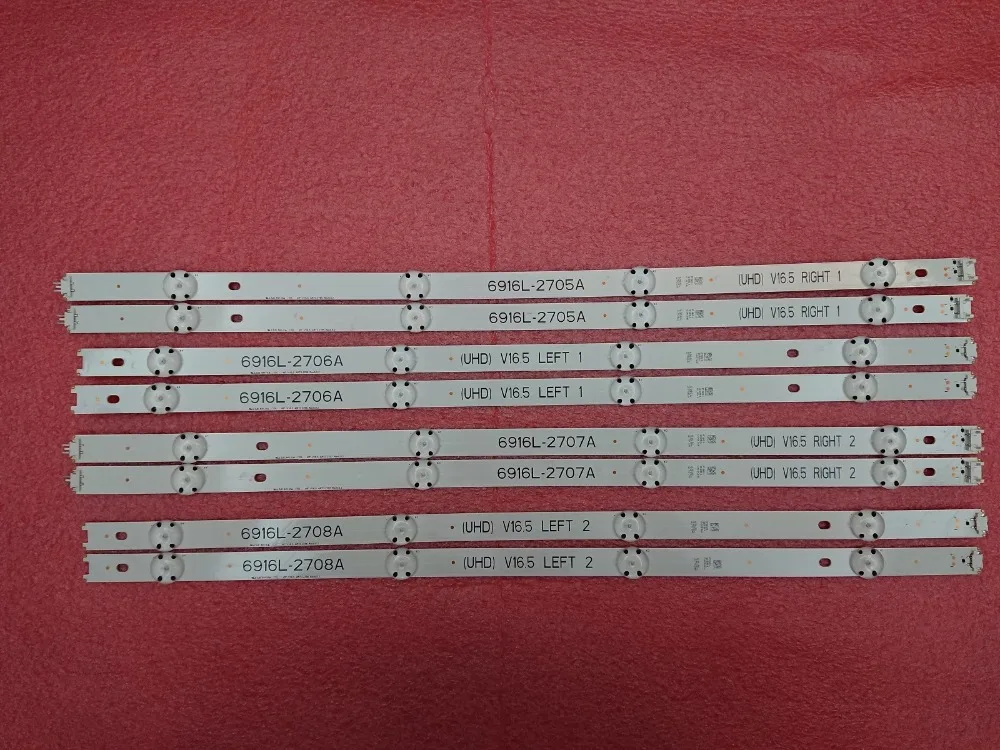 6916L-2705A (UHD) V16.5 RIGHT 1
6916L-2705A (UHD) V16.5 RIGHT 1
6916L-2706A (UHD) V16.5 LEFT 1
6916L-2706A (UHD) V16.5 LEFT 1
6916L-2707A (UHD) V16.5 RIGHT 2
6916L-2707A (UHD) V16.5 RIGHT 2
6916L-2708A (UHD) V16.5 LEFT 2
6916L-2708A (UHD) V16.5 LEFT 2